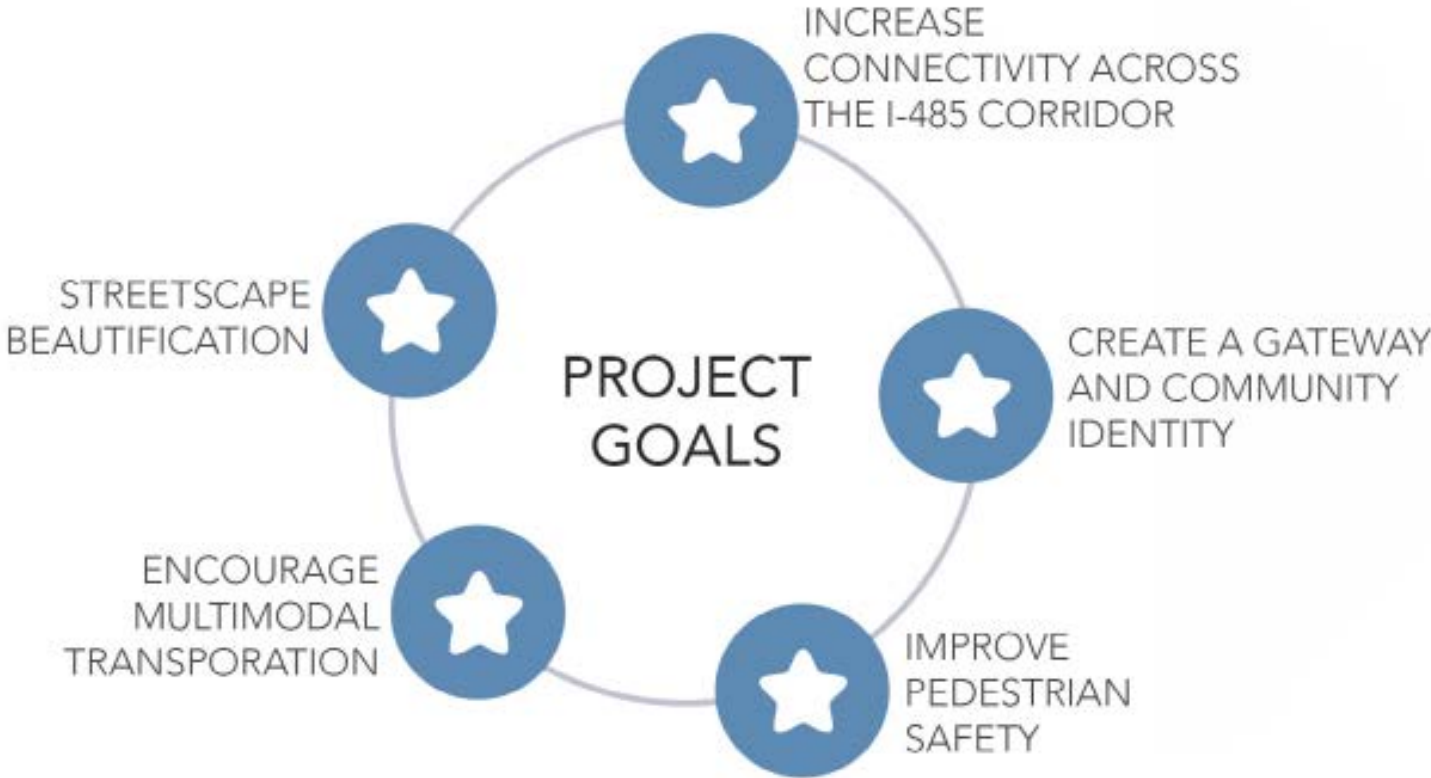 INCREASE
CONNECTIVITY ACROSS
THE I-485 CORRIDOR
STREETSCAPE
BEAUTIFICATION
PROJECT
GOALS
CREATE A GATEWAY
AND COMMUNITY
IDENTITY
ENCOURAGE
MULTIMODAL
TRANSPORATION
IMPROVE
PEDESTRIAN
SAFETY